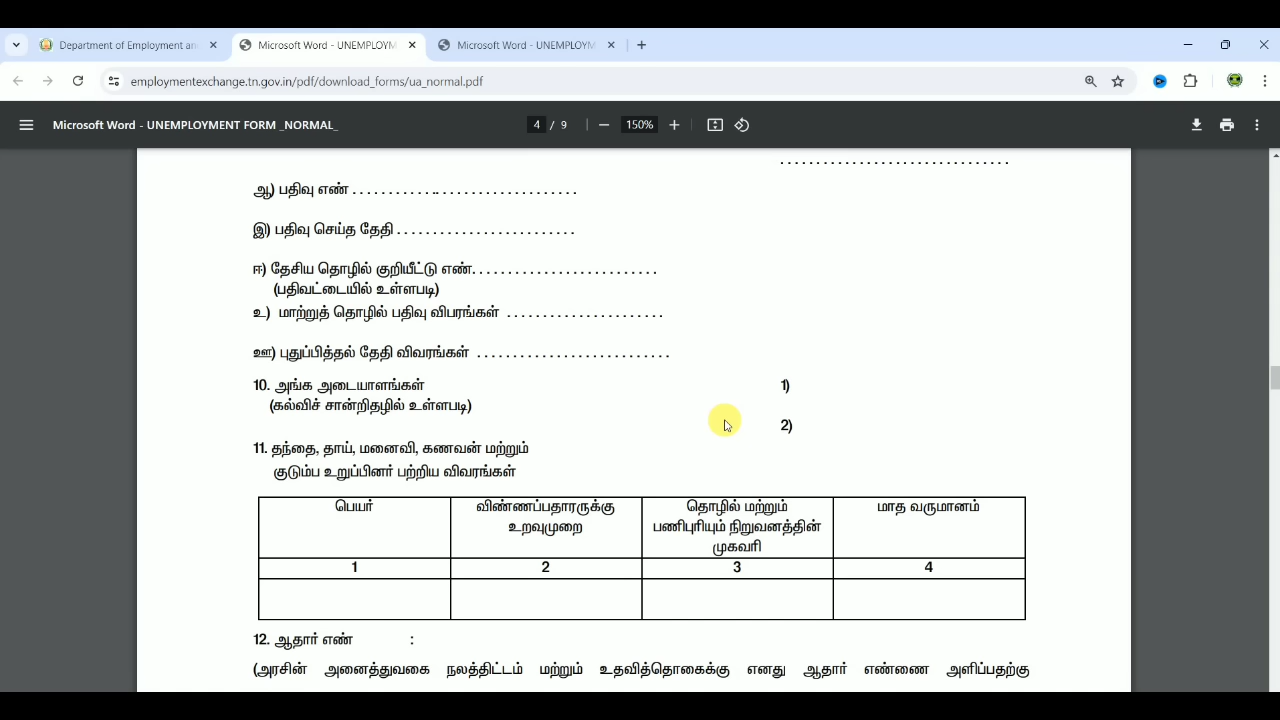 Department of Employment an
Microsoft Word - UNEMPLOYM
Microsoft Word - UNEMPLOYM
employmentexchange.tn.gov.in/pdf/download_forms/ua_normal.pdf
Microsoft Word - UNEMPLOYMENT FORM _NORMAL_
4 / 9
150%
..............................
ஆ) பதிவு எண் ...............................
இ) பதிவு செய்த தேதி .........................
ஈ) தேசிய தொழில் குறியீட்டு எண்..........................
(பதிவட்டையில் உள்ளபடி)
உ) மாற்றுத் தொழில் பதிவு விபரங்கள் ......................
ஊ) புதுப்பித்தல் தேதி விவரங்கள் ...........................
10. அங்க அடையாளங்கள் 1)
(கல்விச் சான்றிதழில் உள்ளபடி)
2)
11. தந்தை, தாய், மனைவி, கணவன் மற்றும்
குடும்ப உறுப்பினர் பற்றிய விவரங்கள்
பெயர் விண்ணப்பதாரருக்கு தொழில் மற்றும் மாத வருமானம்
உறவுமுறை பணிபுரியும் நிறுவனத்தின்
முகவரி
1 2 3 4
12. ஆதார் எண் :
(அரசின் அனைத்துவகை நலத்திட்டம் மற்றும் உதவித்தொகைக்கு எனது ஆதார் எண்ணை அளிப்பதற்கு